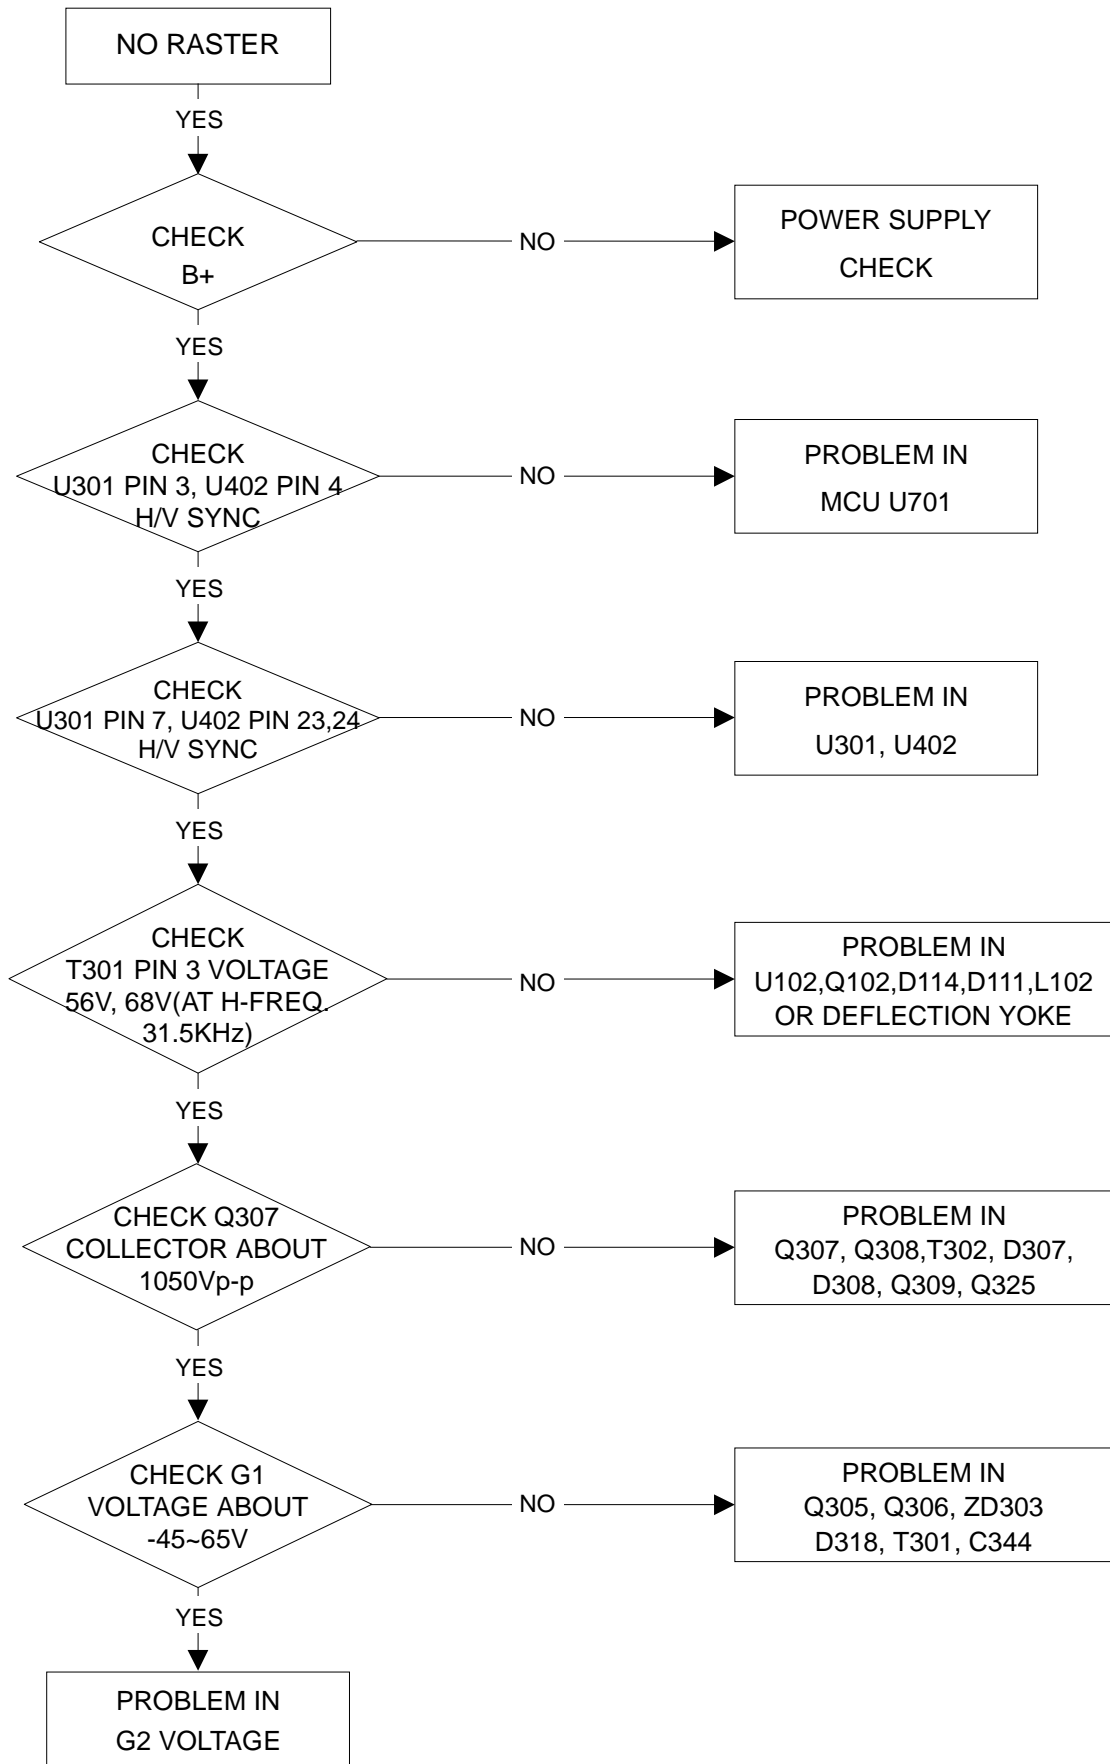 NO RASTER
YES
CHECK
B+
NO
POWER SUPPLY
CHECK
YES
CHECK
U301 PIN 3, U402 PIN 4
H/V SYNC
NO
PROBLEM IN
MCU U701
YES
CHECK
U301 PIN 7, U402 PIN 23,24
H/V SYNC
NO
PROBLEM IN
U301, U402
YES
CHECK
T301 PIN 3 VOLTAGE
56V, 68V(AT H-FREQ.
31.5KHz)
NO
PROBLEM IN
U102,Q102,D114,D111,L102
OR DEFLECTION YOKE
YES
CHECK Q307
COLLECTOR ABOUT
1050Vp-p
NO
PROBLEM IN
Q307, Q308,T302, D307,
D308, Q309, Q325
YES
CHECK G1
VOLTAGE ABOUT
-45~65V
NO
PROBLEM IN
Q305, Q306, ZD303
D318, T301, C344
YES
PROBLEM IN
G2 VOLTAGE